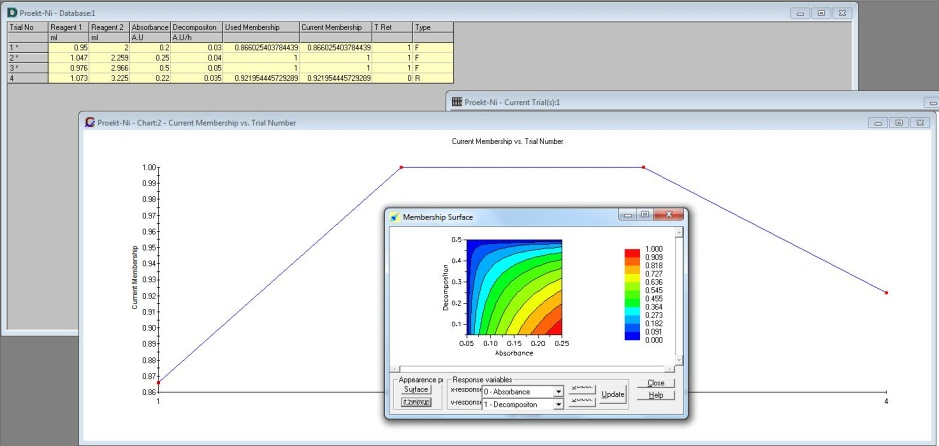 Proekt-Ni - Database:1
Trial No Reagent 1 Reagent 2 Absorbance Decompositon Used Membership Current Membership T Ret Type
ml ml A.U A.U/h
1 * 0.95 2 0.2 0.03 0.866025403784439 0.866025403784439 1 F
2 * 1.047 2.259 0.25 0.04 1 1 1 F
3 * 0.976 2.966 0.5 0.05 1 1 1 F
4 1.073 3.225 0.22 0.035 0.921954445729289 0.921954445729289 0 R
Proekt-Ni - Current Trial(s):1
Proekt-Ni - Chart:2 - Current Membership vs. Trial Number
Current Membership vs. Trial Number
Current Membership
1.00
0.99
0.98
0.96
0.95
0.94
0.93
0.92
0.91
0.90
0.89
0.88
0.87
0.86
1
4
Membership Surface
Decompositon
0.5
0.4
0.3
0.2
0.1
0.05 0.10 0.15 0.20 0.25
Absorbance
1.000
0.909
0.818
0.727
0.636
0.545
0.455
0.364
0.273
0.182
0.091
0.000
Appearence
Surface
Response variables
0 - Absorbance
1 - Decompositon
Update
Close
Help